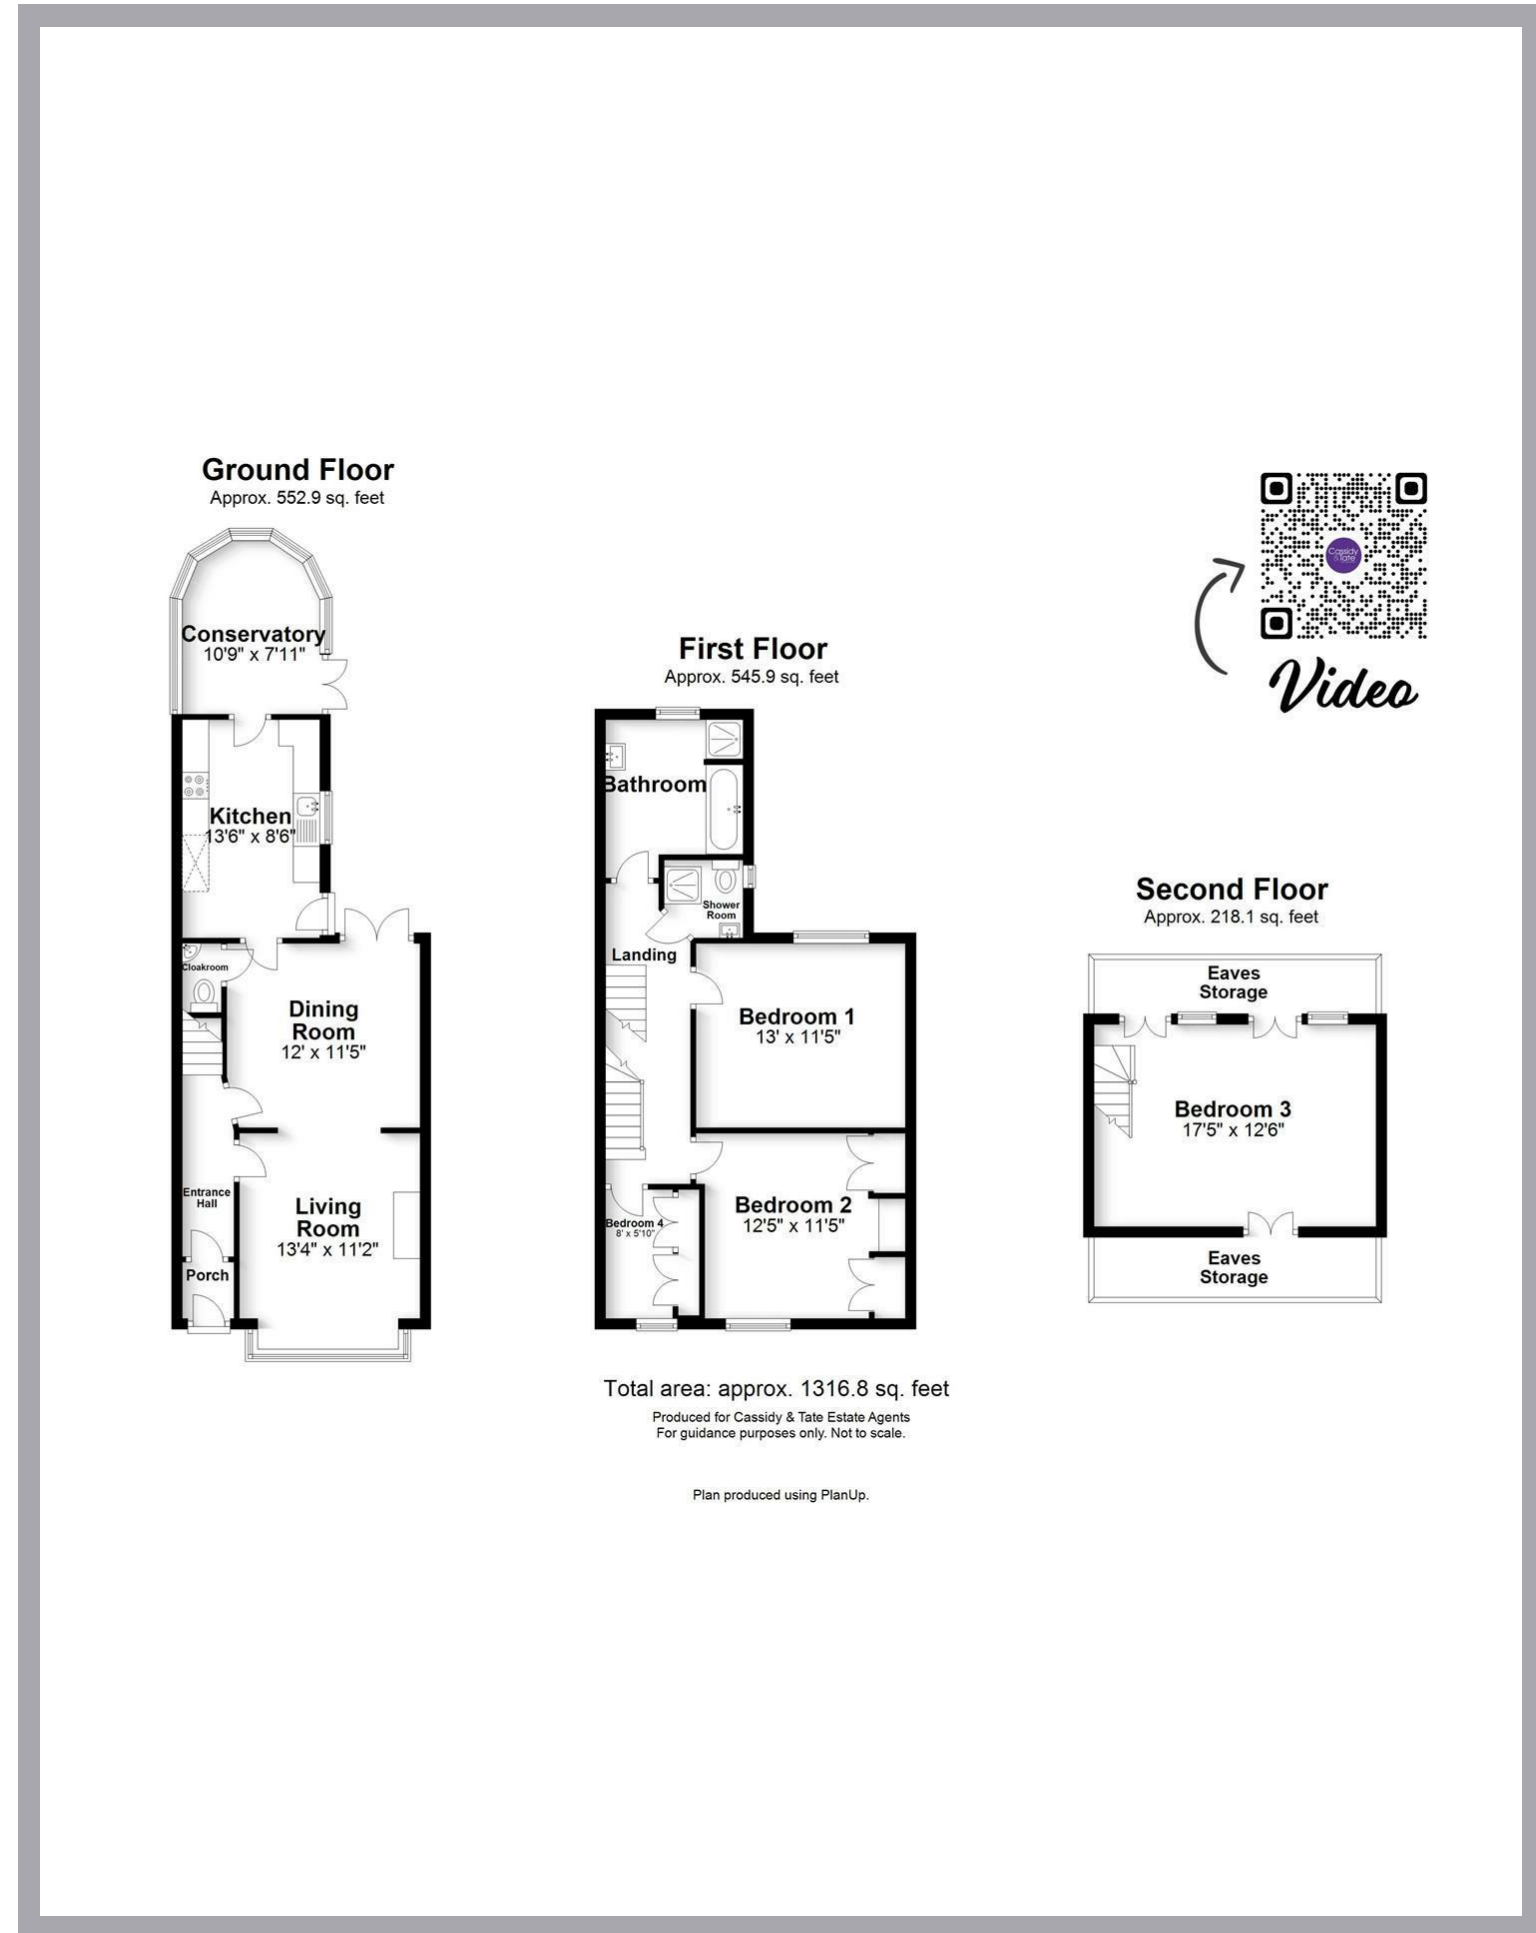 Ground Floor
Approx. 552.9 sq. feet
Conservatory
10'9" x 7'11"
Kitchen
13'6" x 8'6"
Cloakroom
Dining
Room
12' x 11'5"
Entrance
Hall
Living
Room
13'4" x 11'2"
Porch
First Floor
Approx. 545.9 sq. feet
Bathroom
Shower
Room
Landing
Bedroom 1
13' x 11'5"
Bedroom 2
12'5" x 11'5"
Bedroom 4
8' x 5'10"
Cassidy
& Tate
Video
Second Floor
Approx. 218.1 sq. feet
Eaves
Storage
Bedroom 3
17'5" x 12'6"
Eaves
Storage
Total area: approx. 1316.8 sq. feet
Produced for Cassidy & Tate Estate Agents
For guidance purposes only. Not to scale.
Plan produced using PlanUp.